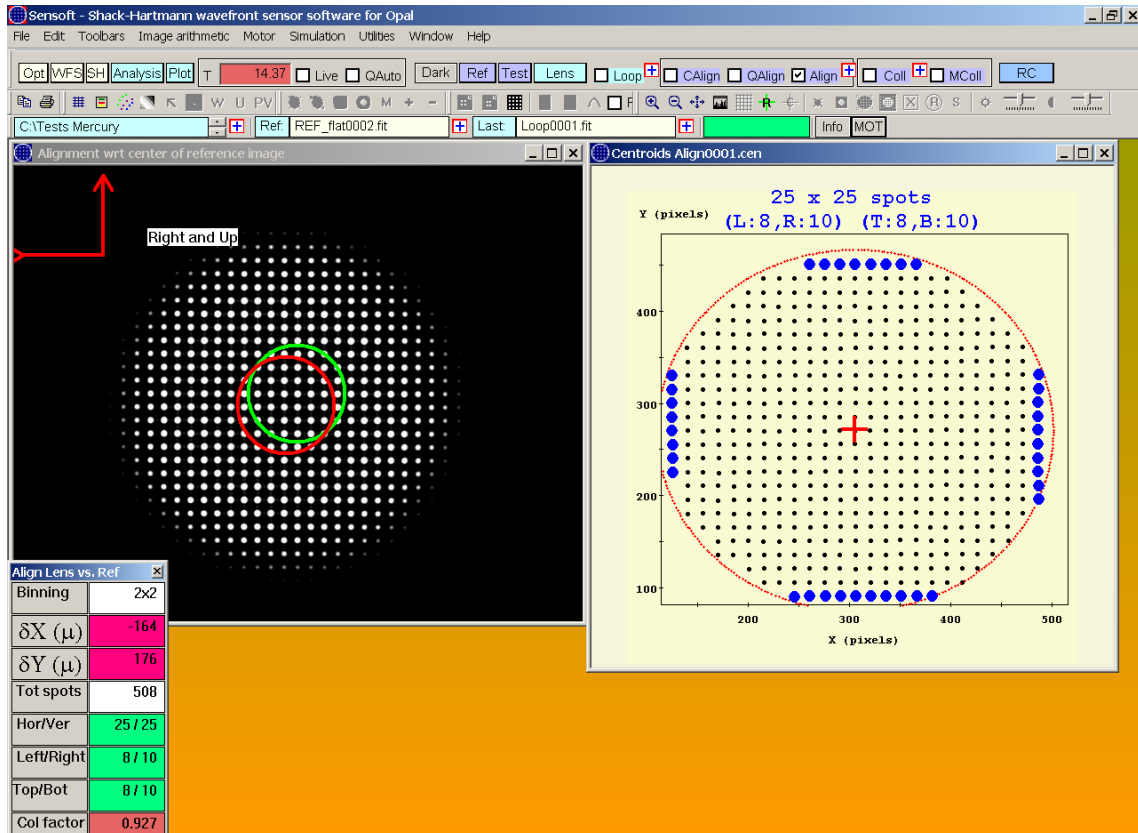 Sensoft - Shack-Hartmann wavefront sensor software for Opal
File Edit Toolbars Image arithmetic Motor Simulation Utilities Window Help
Opt WFS SH Analysis Plot T 14.37 Live QAuto Dark Ref Test Lens Loop CAlign QAlign Align Coll MColl RC
W U PV M + - F R R S
C:\Tests Mercury Ref: REF_flat0002.fit Last: Loop0001.fit Info MOT
Alignment wrt center of reference image
Right and Up
Centroids Align0001.cen
25 x 25 spots
(L:8,R:10) (T:8,B:10)
Y (pixels)
400
300
200
100
200 300 400 500
X (pixels)
Align Lens vs. Ref
Binning 2x2
δX (μ) -164
δY (μ) 176
Tot spots 508
Hor/Ver 25 / 25
Left/Right 8 / 10
Top/Bot 8 / 10
Col factor 0.927